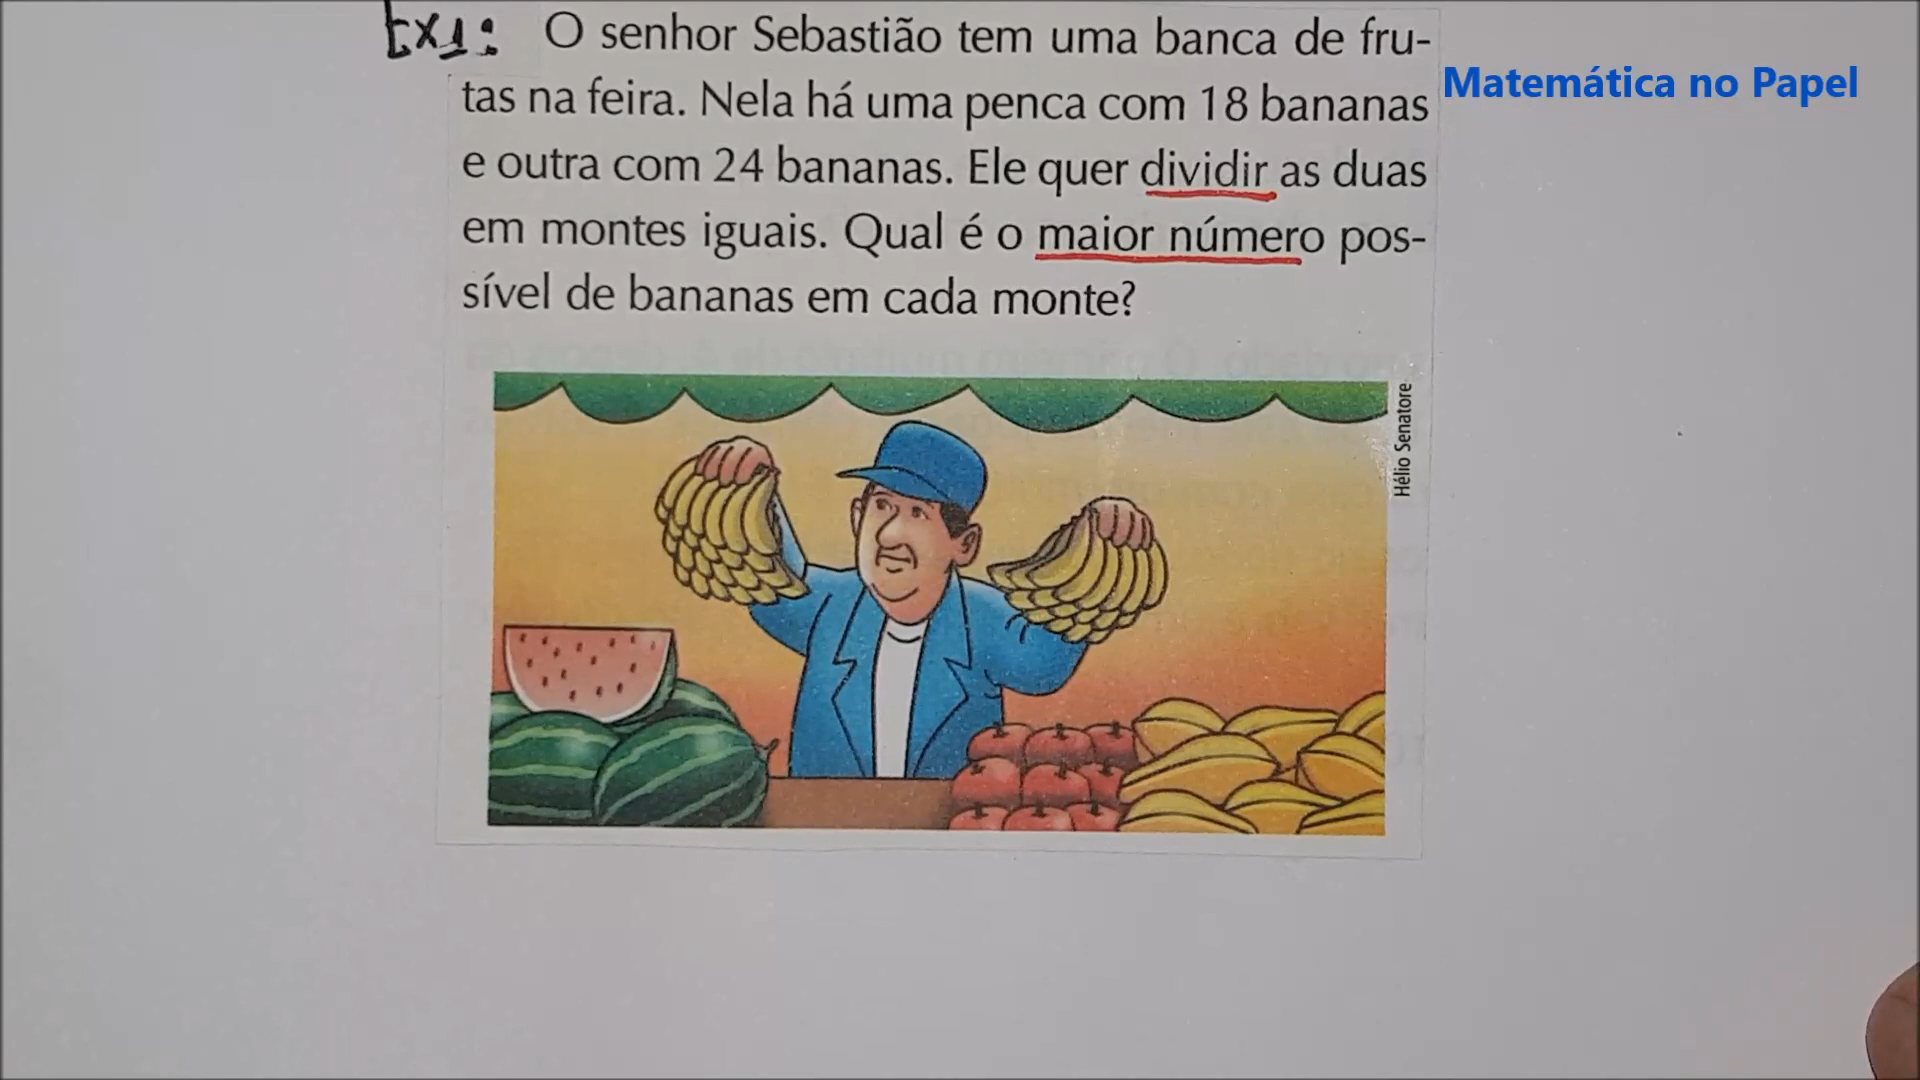 Ex1: O senhor Sebastião tem uma banca de fru-
tas na feira. Nela há uma penca com 18 bananas
e outra com 24 bananas. Ele quer dividir as duas
em montes iguais. Qual é o maior número pos-
sível de bananas em cada monte?
Matemática no Papel
Hélio Senatore